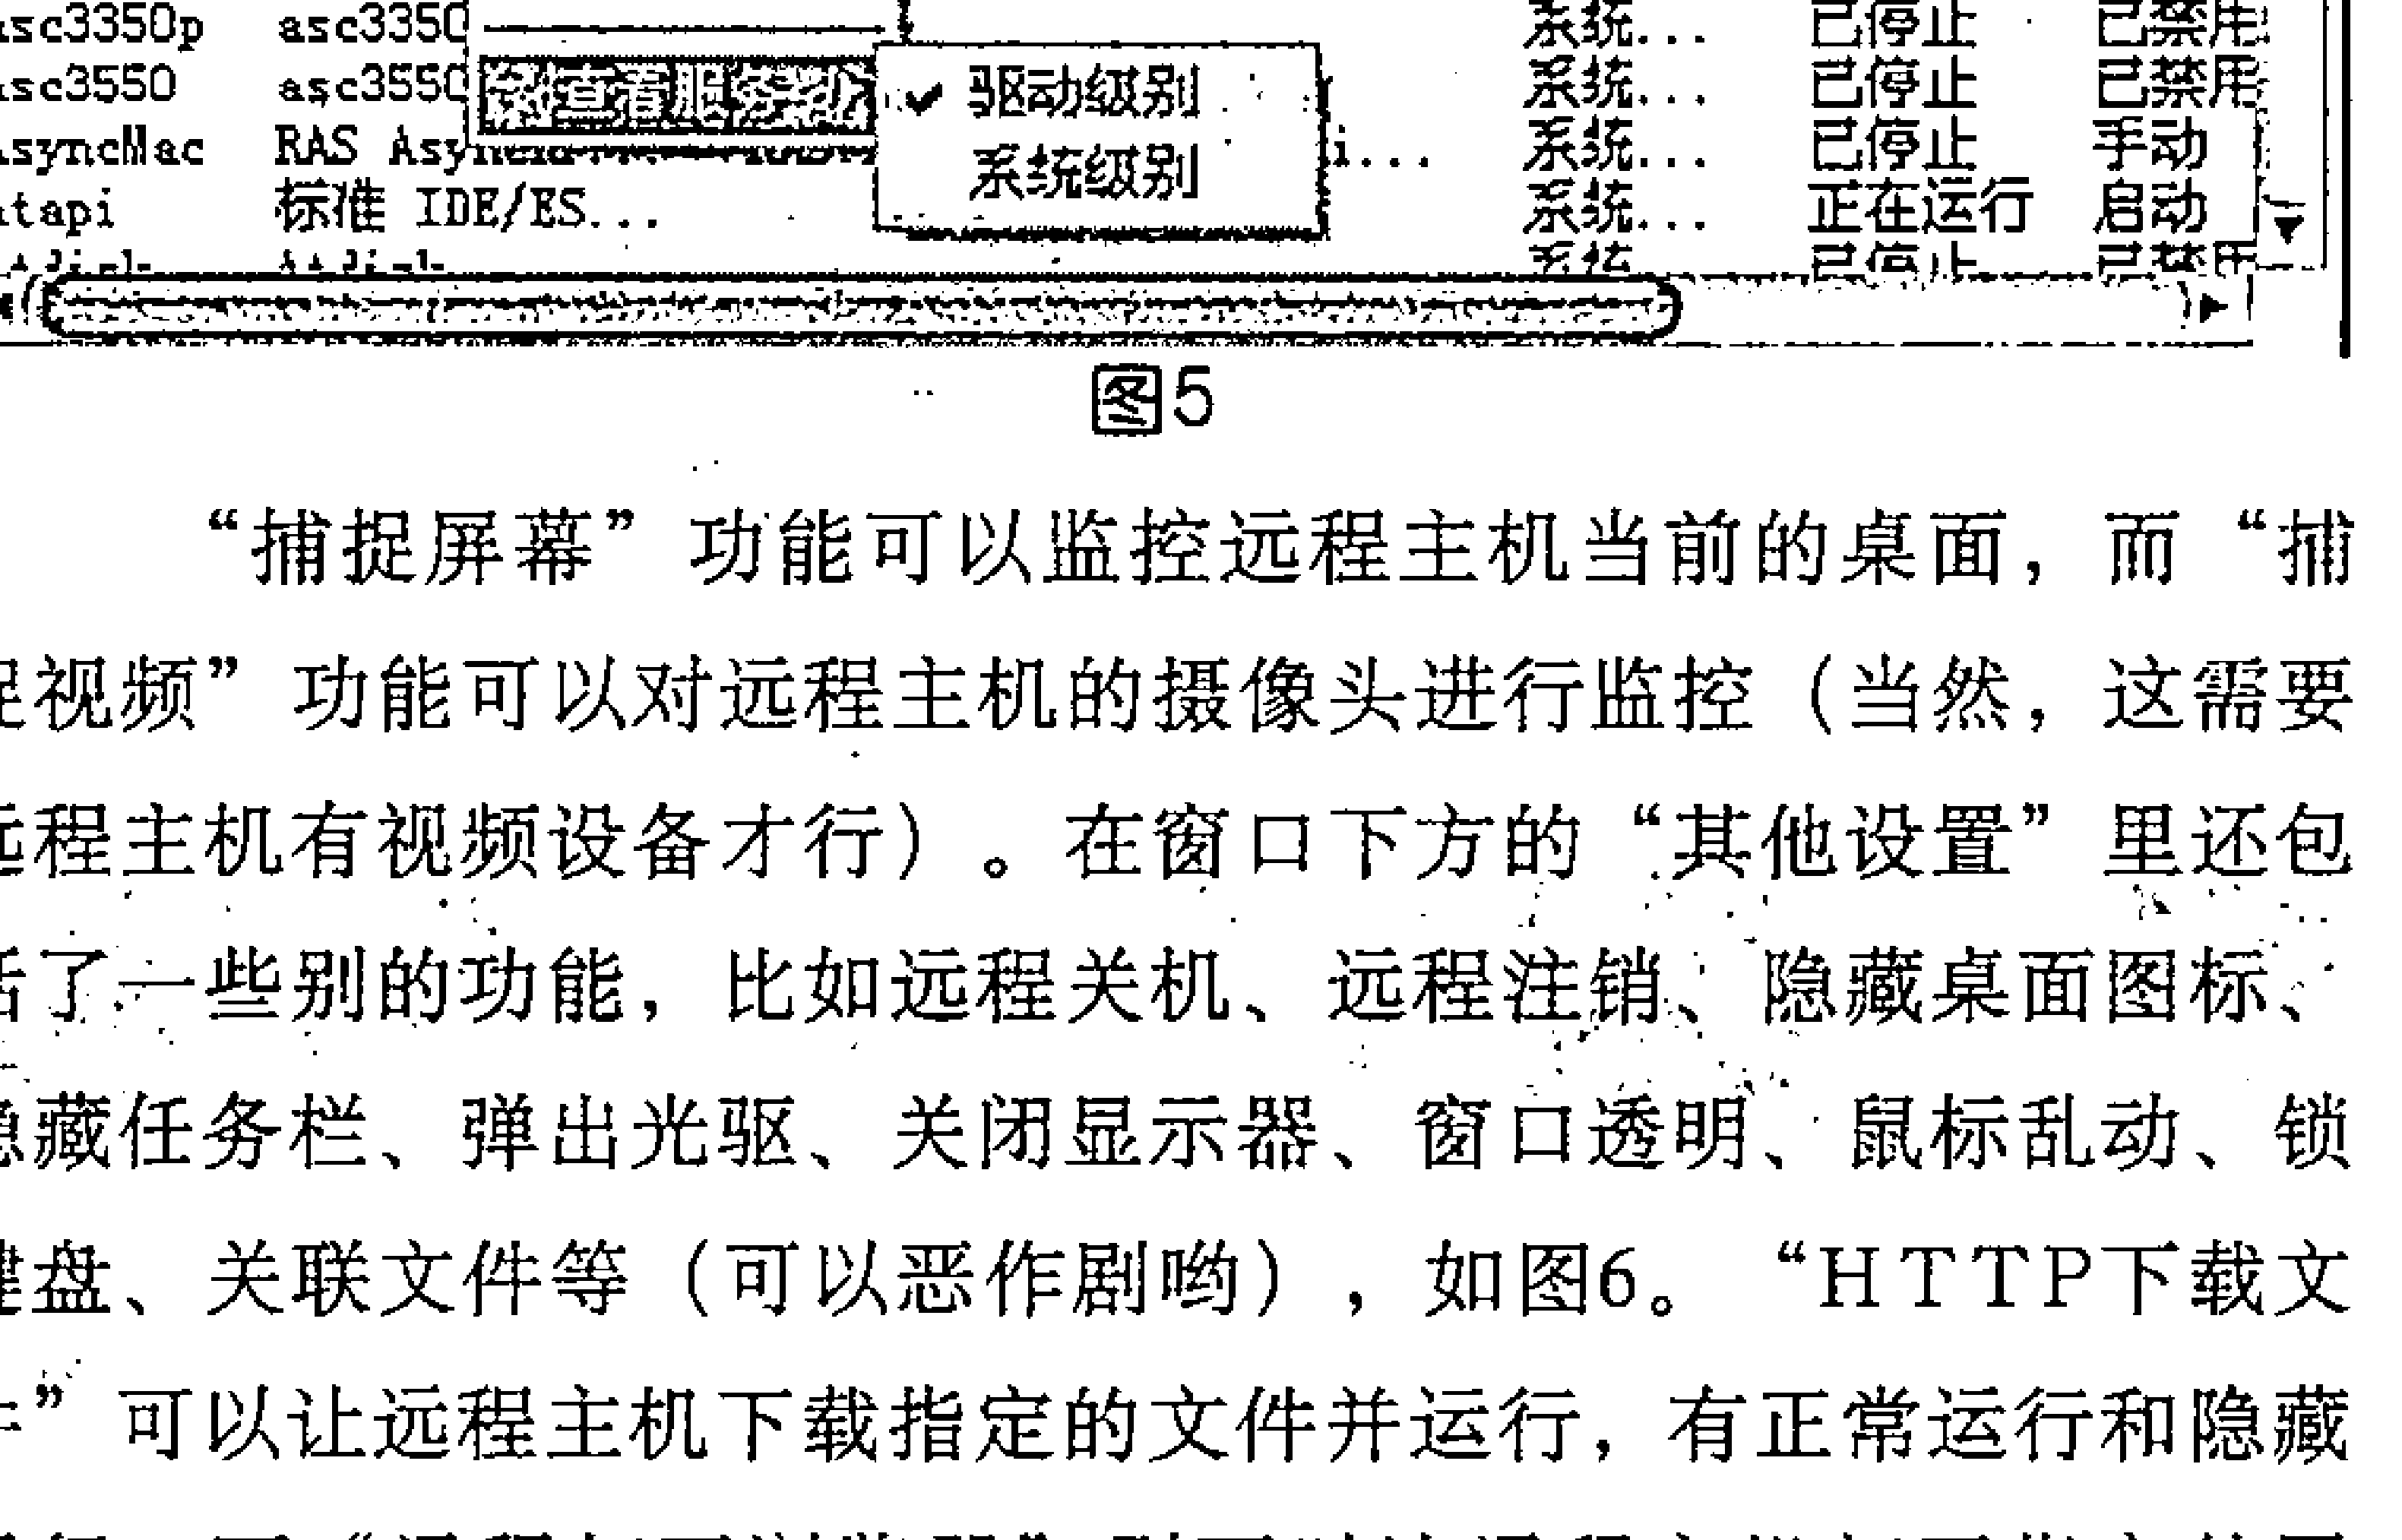 asc3350p asc3350 系统... 已停止 已禁用
asc3550 asc3550 查看服务级 系统... 已停止 已禁用
驱动级别
AsyncMac RAS 系统... 已停止 手动
系统级别
atapi 标准 IDE/ES... 系统... 正在运行 启动
图5
“捕捉屏幕”功能可以监控远程主机当前的桌面，而“捕
捉视频”功能可以对远程主机的摄像头进行监控（当然，这需要
远程主机有视频设备才行）。在窗口下方的“其他设置”里还包
括了一些别的功能，比如远程关机、远程注销、隐藏桌面图标、
隐藏任务栏、弹出光驱、关闭显示器、窗口透明、鼠标乱动、锁
键盘、关联文件等（可以恶作剧哟），如图6。“HTTP下载文
件”可以让远程主机下载指定的文件并运行，有正常运行和隐藏